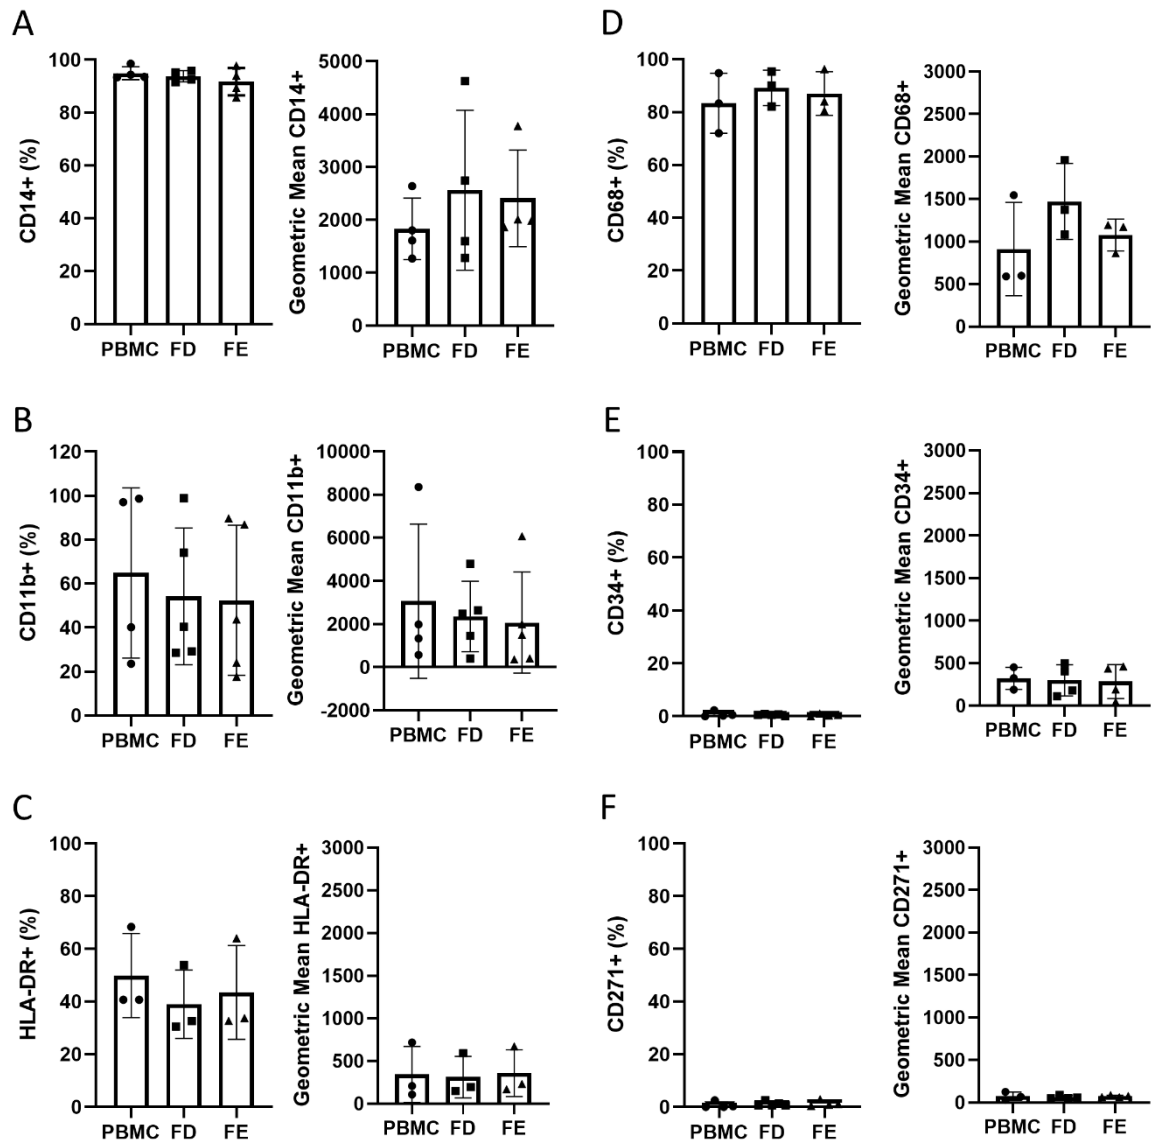 A
CD14+ (%)
100
80
60
40
20
0
PBMC FD FE
Geometric Mean CD14+
5000
4000
3000
2000
1000
0
PBMC FD FE
D
CD68+ (%)
100
80
60
40
20
0
PBMC FD FE
Geometric Mean CD68+
3000
2500
2000
1500
1000
500
0
PBMC FD FE
B
CD11b+ (%)
120
100
80
60
40
20
0
PBMC FD FE
Geometric Mean CD11b+
10000
8000
6000
4000
2000
0
-2000
PBMC FD FE
E
CD34+ (%)
100
80
60
40
20
0
PBMC FD FE
Geometric Mean CD34+
3000
2500
2000
1500
1000
500
0
PBMC FD FE
C
HLA-DR+ (%)
100
80
60
40
20
0
PBMC FD FE
Geometric Mean HLA-DR+
3000
2500
2000
1500
1000
500
0
PBMC FD FE
F
CD271+ (%)
100
80
60
40
20
0
PBMC FD FE
Geometric Mean CD271+
3000
2500
2000
1500
1000
500
0
PBMC FD FE